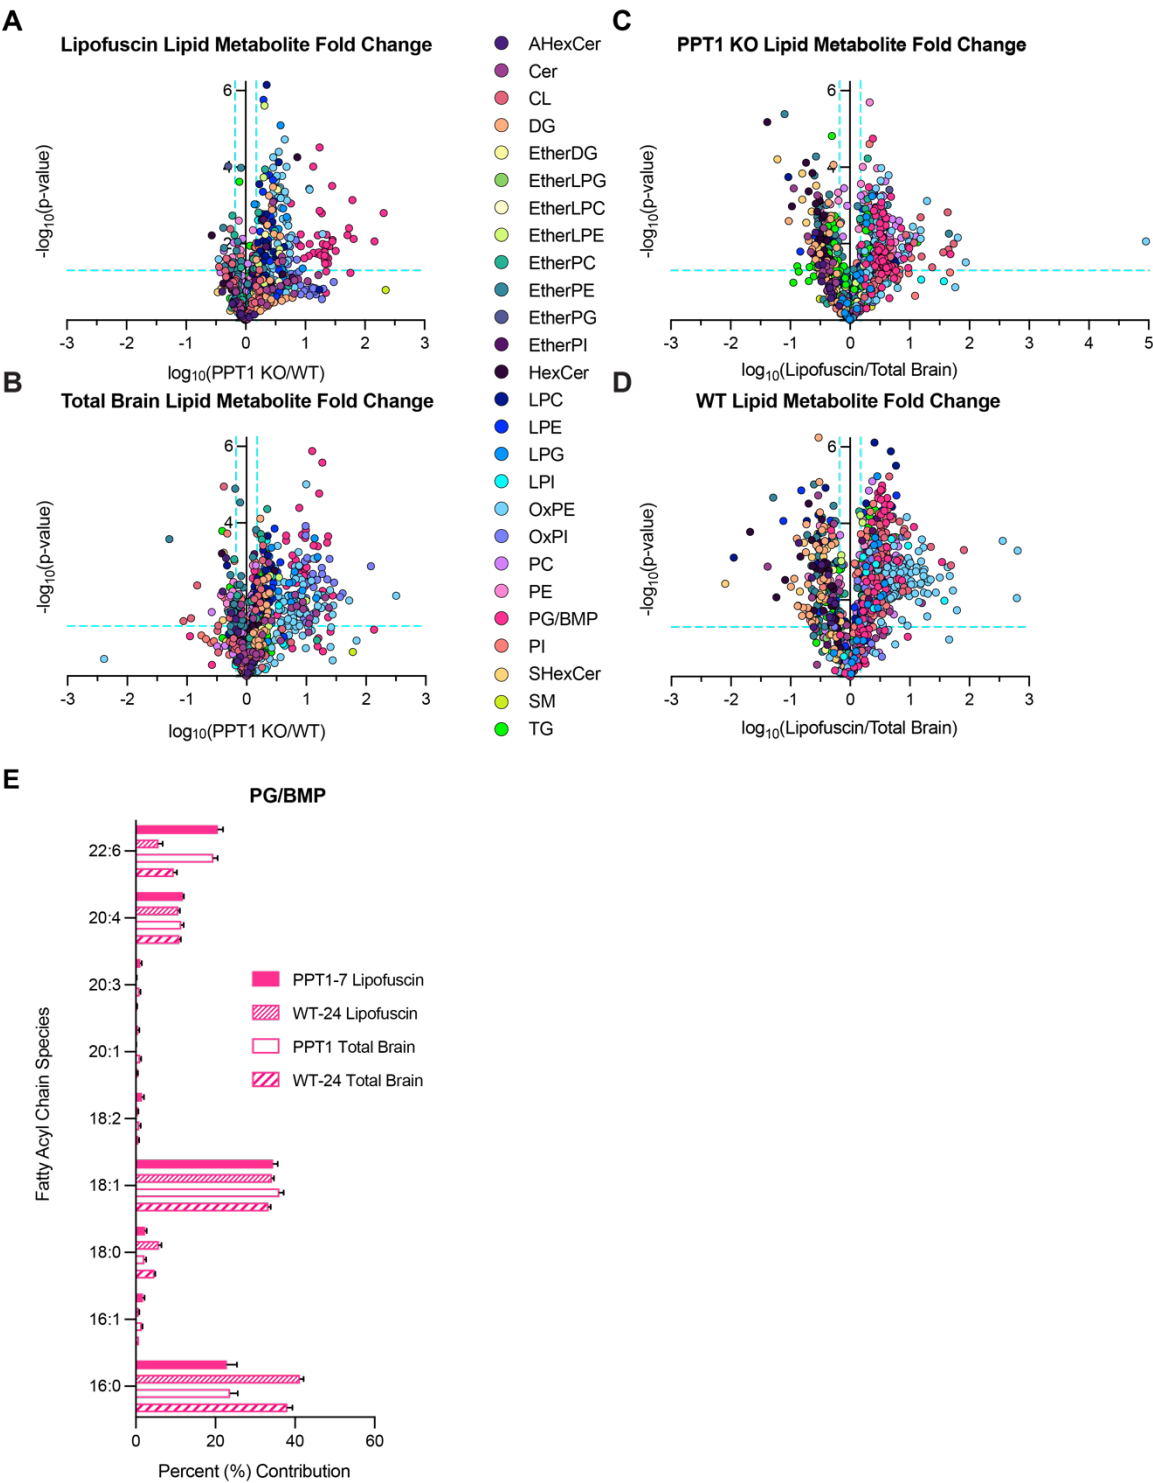 A
Lipofuscin Lipid Metabolite Fold Change
6
4
2
-log10(p-value)
-3 -2 -1 0 1 2 3
log10(PPT1 KO/WT)
B
Total Brain Lipid Metabolite Fold Change
6
4
-log10(p-value)
-3 -2 -1 0 1 2 3
log10(PPT1 KO/WT)
AHexCer
Cer
CL
DG
EtherDG
EtherLPG
EtherLPC
EtherLPE
EtherPC
EtherPE
EtherPG
EtherPI
HexCer
LPC
LPE
LPG
LPI
OxPE
OxPI
PC
PE
PG/BMP
PI
SHexCer
SM
TG
C
PPT1 KO Lipid Metabolite Fold Change
6
4
-log10(p-value)
-3 -2 -1 0 1 2 3 4 5
log10(Lipofuscin/Total Brain)
D
WT Lipid Metabolite Fold Change
6
4
-log10(p-value)
-3 -2 -1 0 1 2 3
log10(Lipofuscin/Total Brain)
E
PG/BMP
Fatty Acyl Chain Species
22:6
20:4
20:3
20:1
18:2
18:1
18:0
16:1
16:0
PPT1-7 Lipofuscin
WT-24 Lipofuscin
PPT1 Total Brain
WT-24 Total Brain
0 20 40 60
Percent (%) Contribution